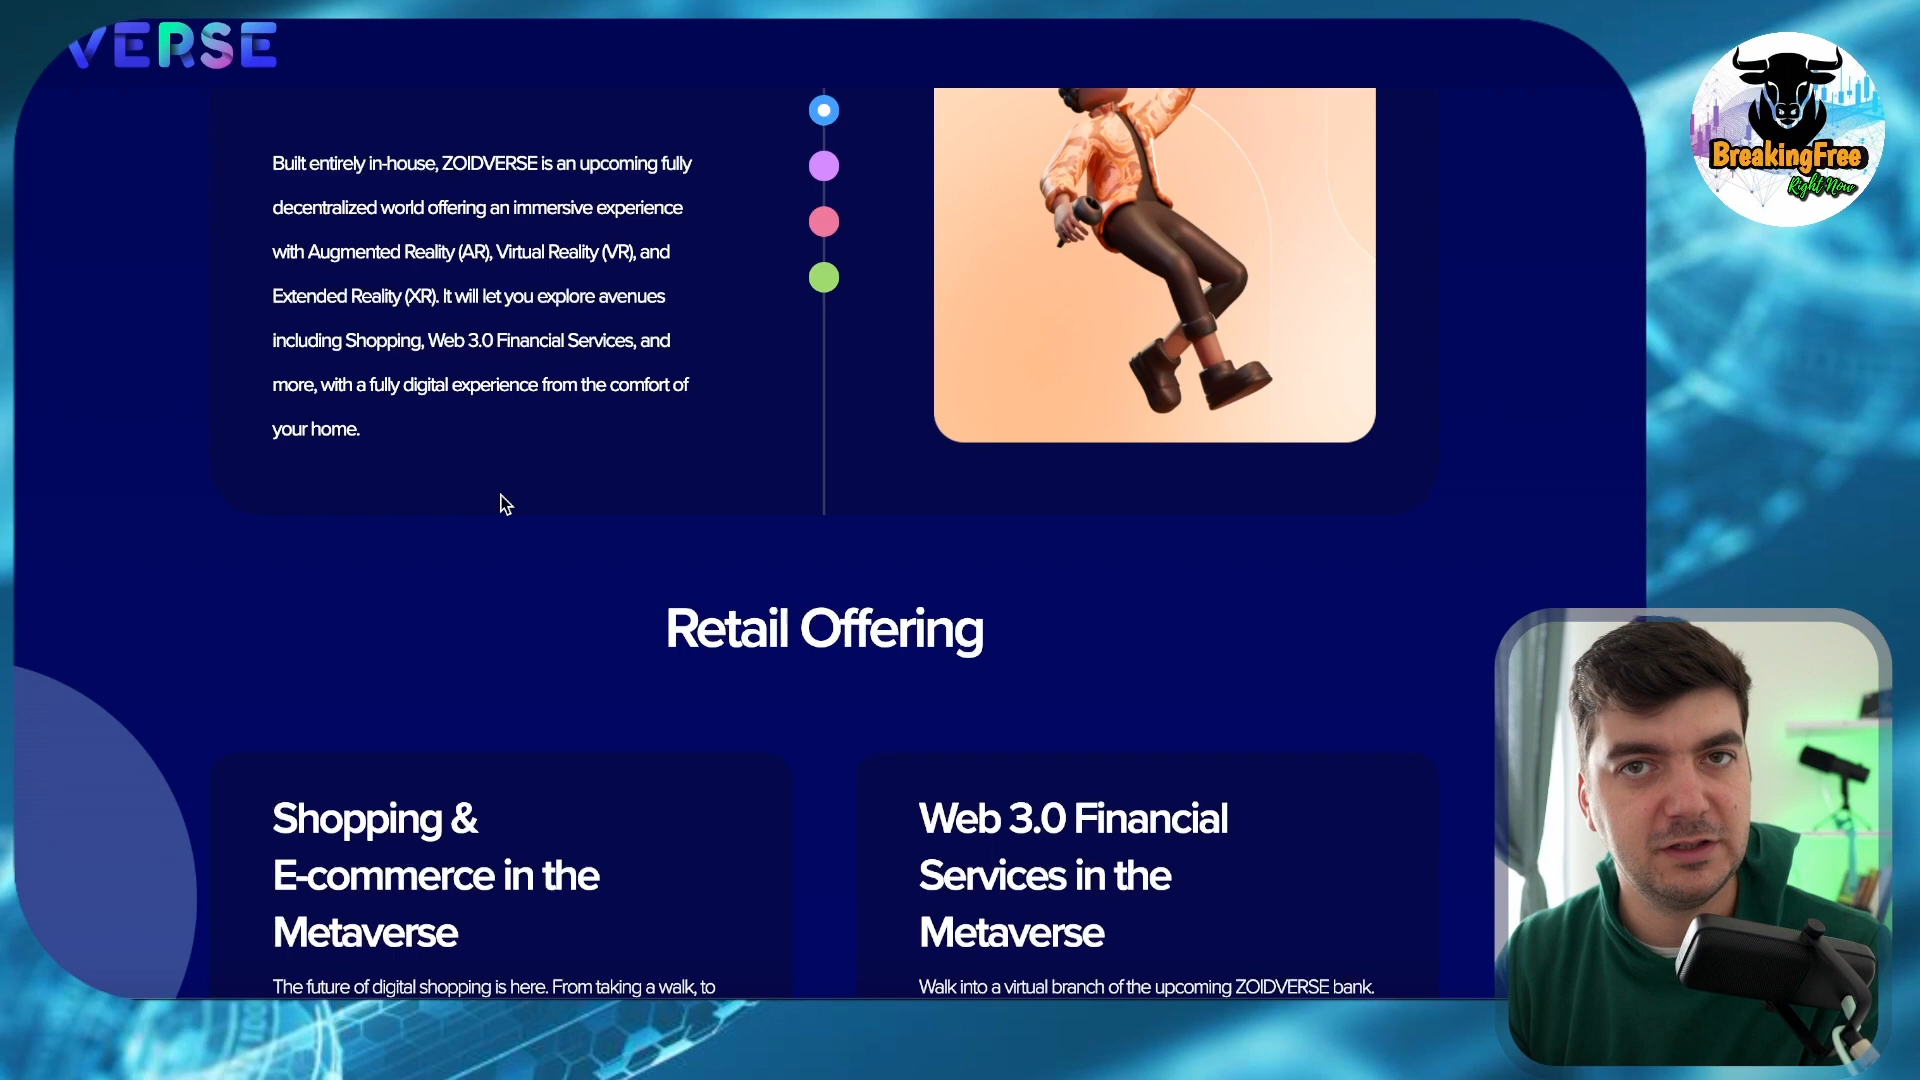 VERSE
BreakingFree
Right Now
Built entirely in-house, ZOIDVERSE is an upcoming fully
decentralized world offering an immersive experience
with Augmented Reality (AR), Virtual Reality (VR), and
Extended Reality (XR). It will let you explore avenues
including Shopping, Web 3.0 Financial Services, and
more, with a fully digital experience from the comfort of
your home.
Retail Offering
Shopping &
E-commerce in the
Metaverse
The future of digital shopping is here. From taking a walk, to
Web 3.0 Financial
Services in the
Metaverse
Walk into a virtual branch of the upcoming ZOIDVERSE bank.